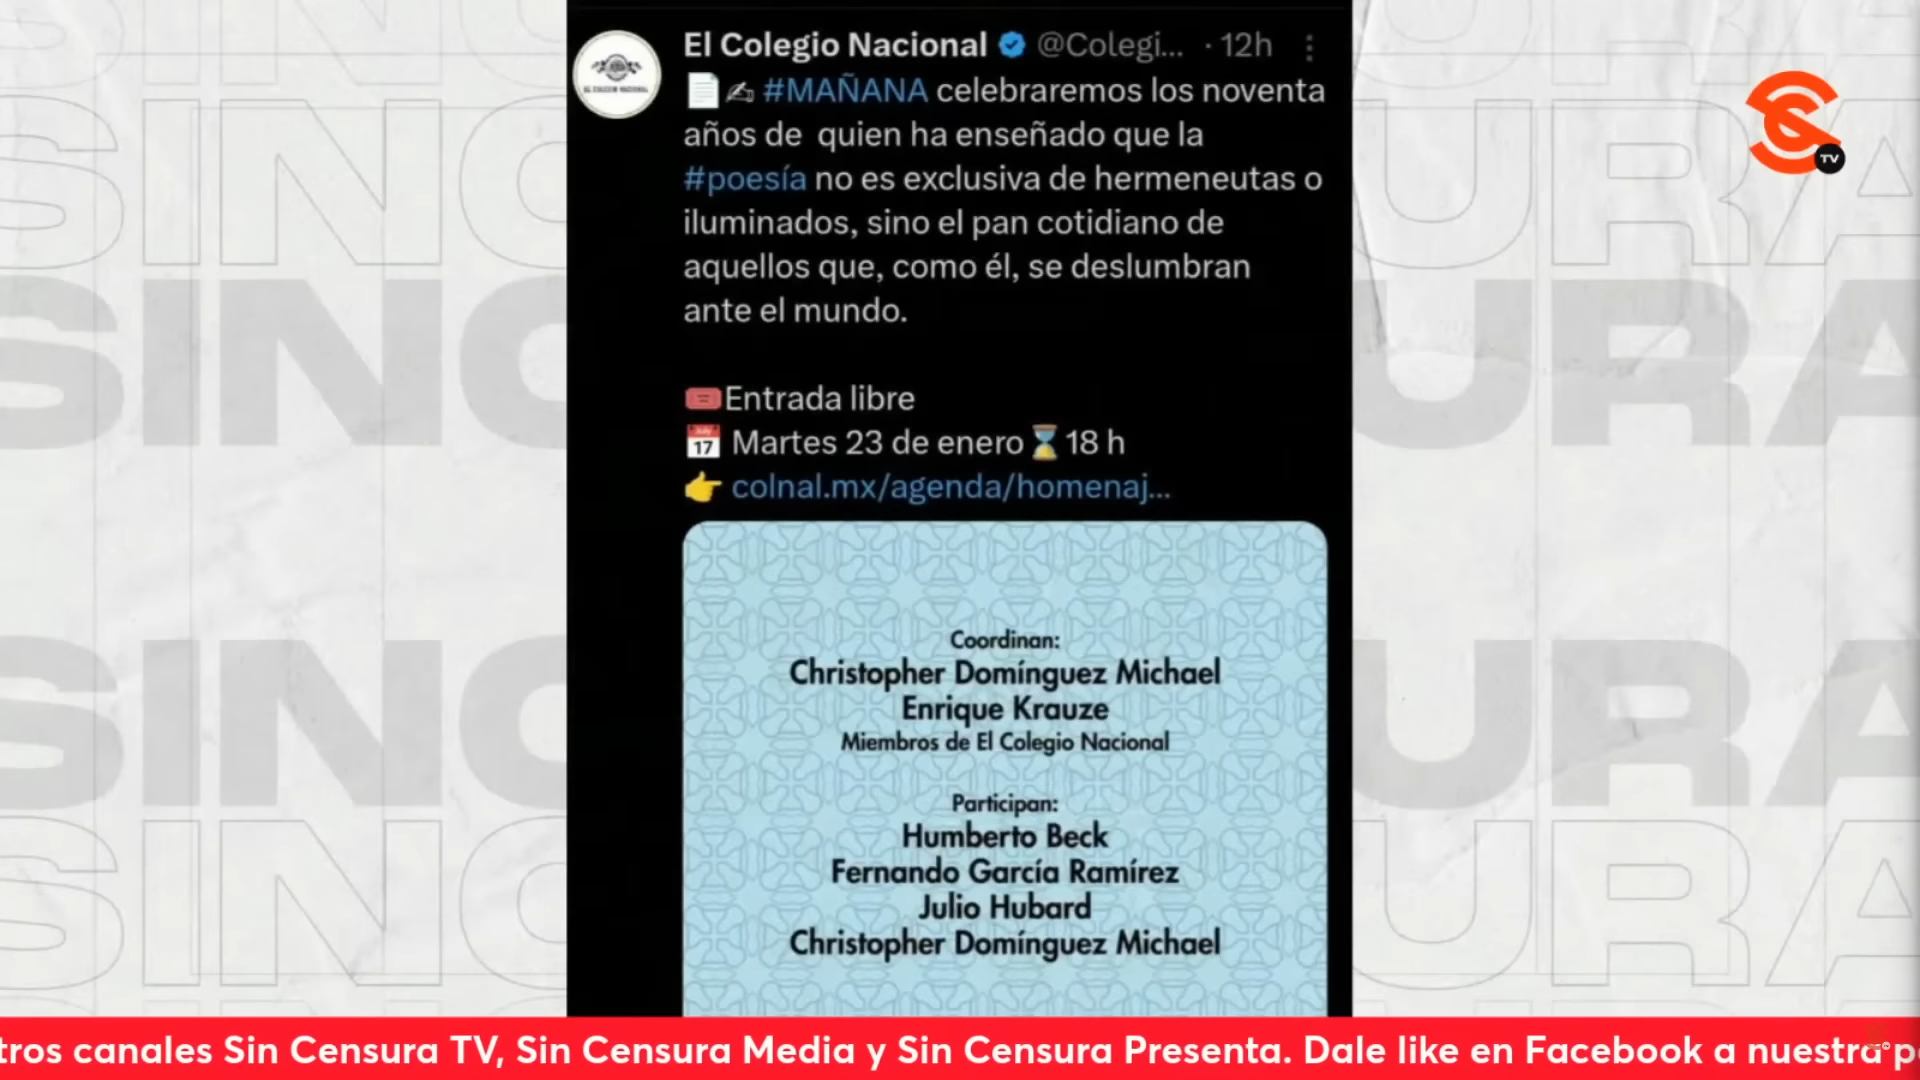 El Colegio Nacional @Colegi... · 12h
#MAÑANA celebraremos los noventa
años de quien ha enseñado que la
#poesía no es exclusiva de hermeneutas o
iluminados, sino el pan cotidiano de
aquellos que, como él, se deslumbran
ante el mundo.
Entrada libre
17 Martes 23 de enero 18 h
colnal.mx/agenda/homenaj...
Coordinan:
Christopher Domínguez Michael
Enrique Krauze
Miembros de El Colegio Nacional
Participan:
Humberto Beck
Fernando García Ramírez
Julio Hubard
Christopher Domínguez Michael
TV
tros canales Sin Censura TV, Sin Censura Media y Sin Censura Presenta. Dale like en Facebook a nuestra p